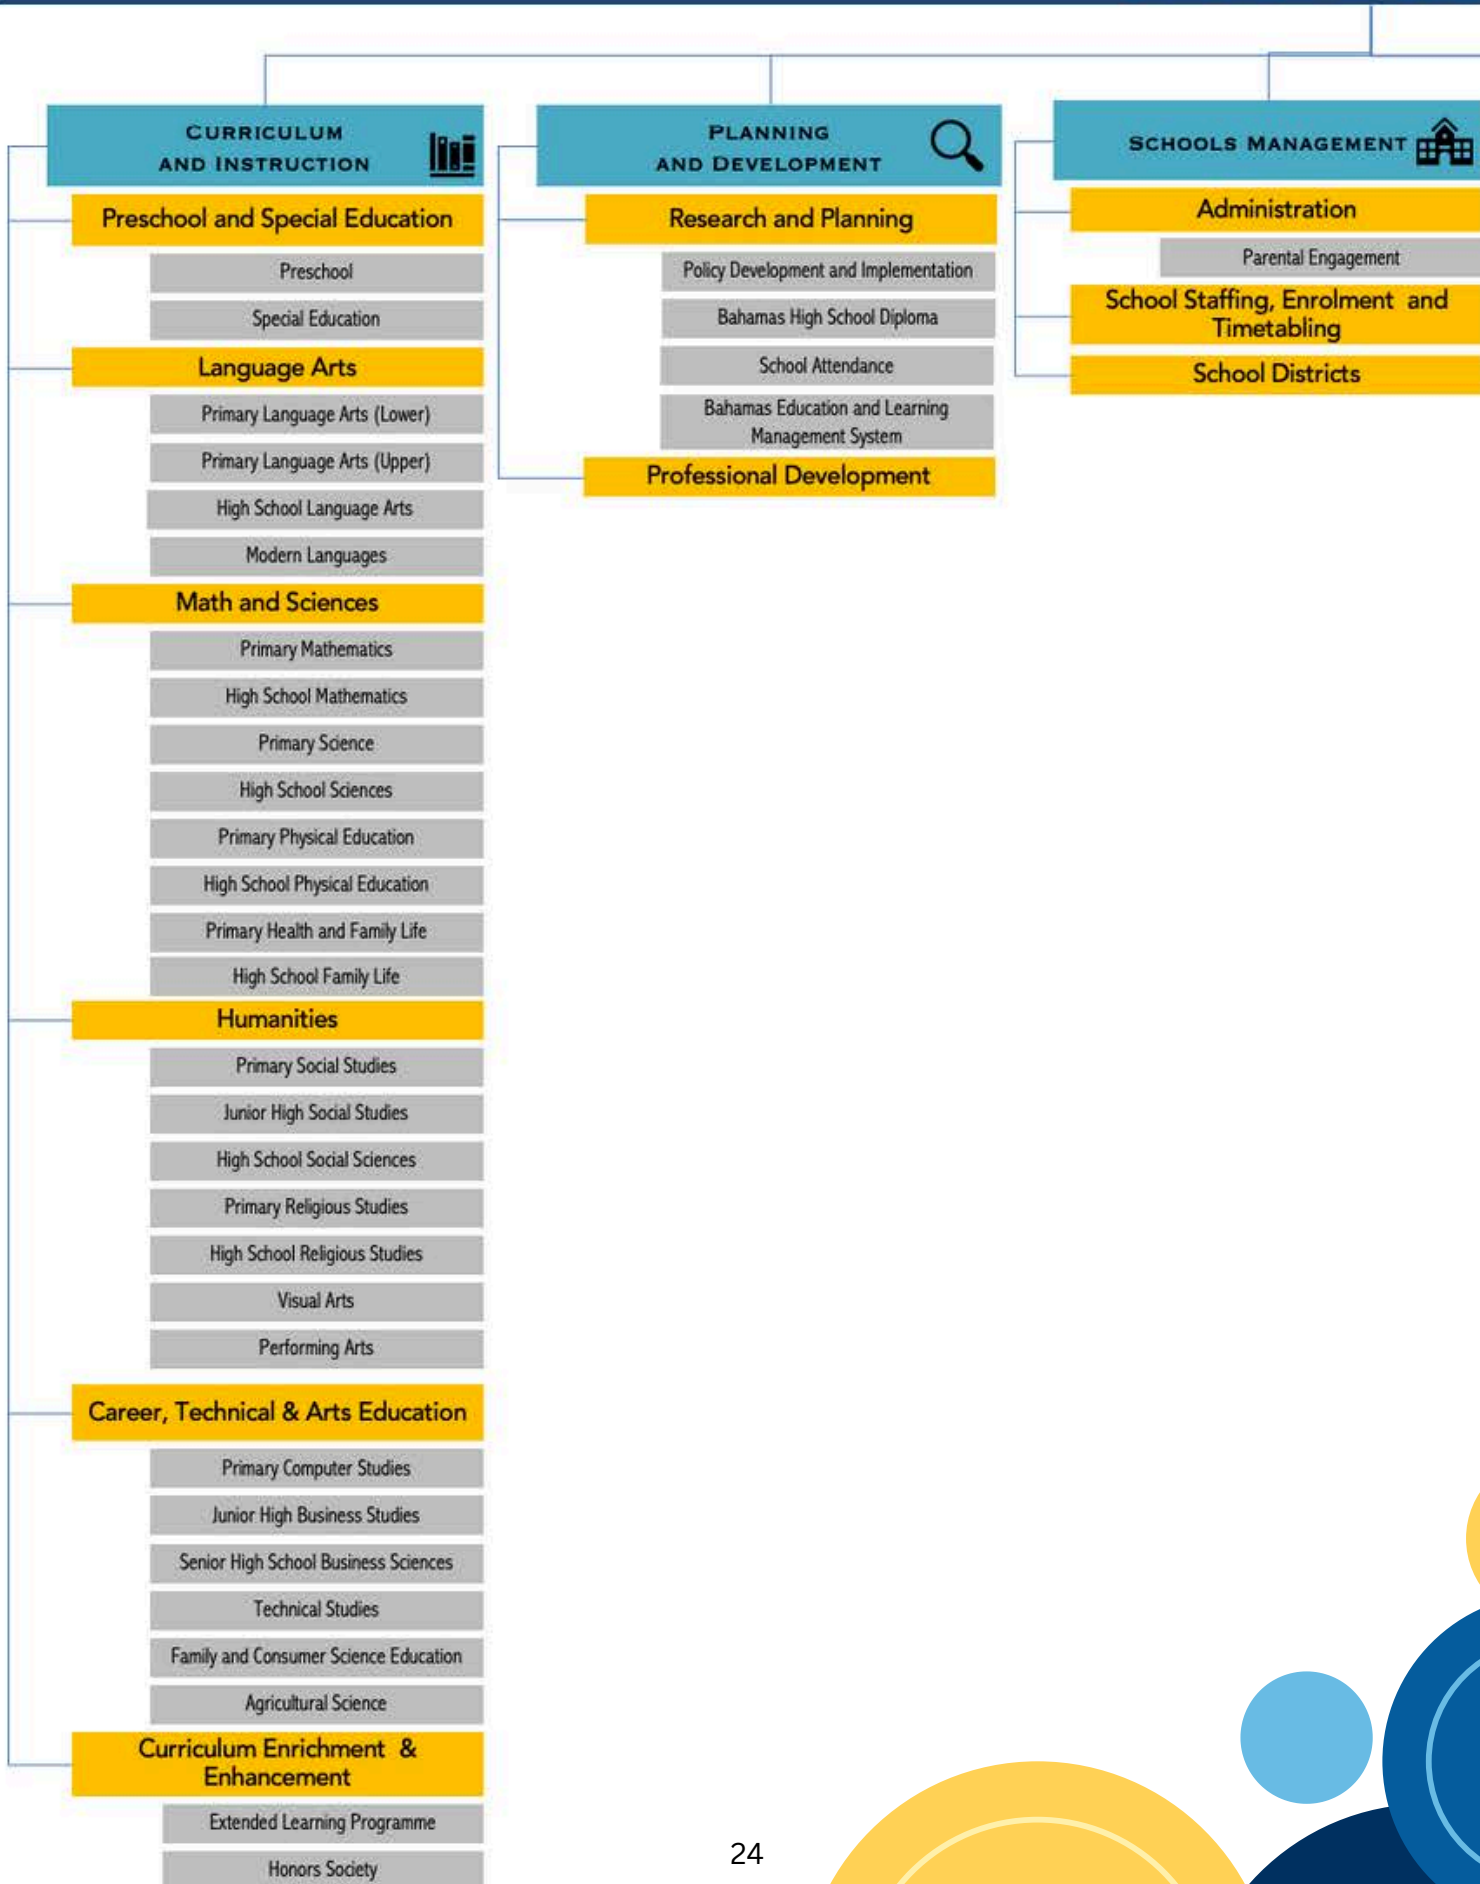 CURRICULUM
AND INSTRUCTION
Preschool and Special Education
Preschool
Special Education
Language Arts
Primary Language Arts (Lower)
Primary Language Arts (Upper)
High School Language Arts
Modern Languages
Math and Sciences
Primary Mathematics
High School Mathematics
Primary Science
High School Sciences
Primary Physical Education
High School Physical Education
Primary Health and Family Life
High School Family Life
Humanities
Primary Social Studies
Junior High Social Studies
High School Social Sciences
Primary Religious Studies
High School Religious Studies
Visual Arts
Performing Arts
Career, Technical & Arts Education
Primary Computer Studies
Junior High Business Studies
Senior High School Business Sciences
Technical Studies
Family and Consumer Science Education
Agricultural Science
Curriculum Enrichment &
Enhancement
Extended Learning Programme
Honors Society
PLANNING
AND DEVELOPMENT
Research and Planning
Policy Development and Implementation
Bahamas High School Diploma
School Attendance
Bahamas Education and Learning
Management System
Professional Development
SCHOOLS MANAGEMENT
Administration
Parental Engagement
School Staffing, Enrolment and
Timetabling
School Districts
24